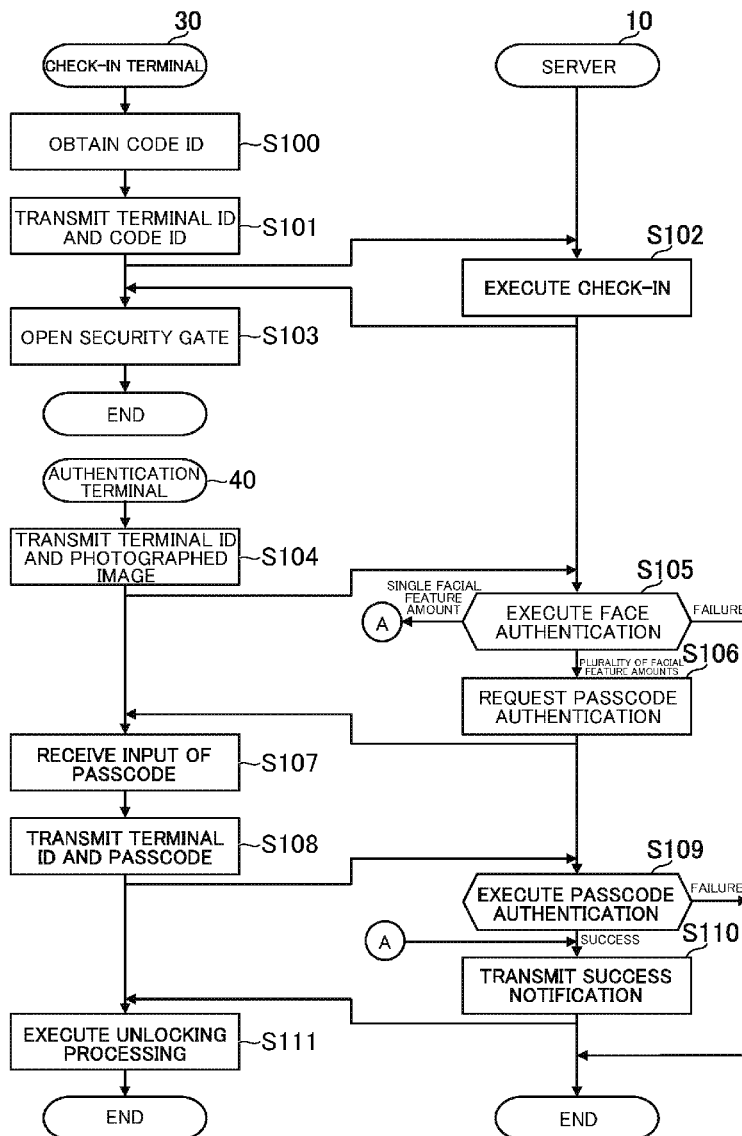 30
CHECK-IN TERMINAL
10
SERVER
OBTAIN CODE ID
S100
TRANSMIT TERMINAL ID
AND CODE ID
S101
S102
EXECUTE CHECK-IN
OPEN SECURITY GATE
S103
END
AUTHENTICATION
TERMINAL
40
TRANSMIT TERMINAL ID
AND PHOTOGRAPHED
IMAGE
S104
S105
SINGLE FACIAL
FEATURE
AMOUNT
A
EXECUTE FACE
AUTHENTICATION
FAILURE
S106
PLURALITY OF FACIAL
FEATURE AMOUNTS
REQUEST PASSCODE
AUTHENTICATION
RECEIVE INPUT OF
PASSCODE
S107
TRANSMIT TERMINAL
ID AND PASSCODE
S108
S109
EXECUTE PASSCODE
AUTHENTICATION
FAILURE
S110
A
SUCCESS
TRANSMIT SUCCESS
NOTIFICATION
EXECUTE UNLOCKING
PROCESSING
S111
END
END